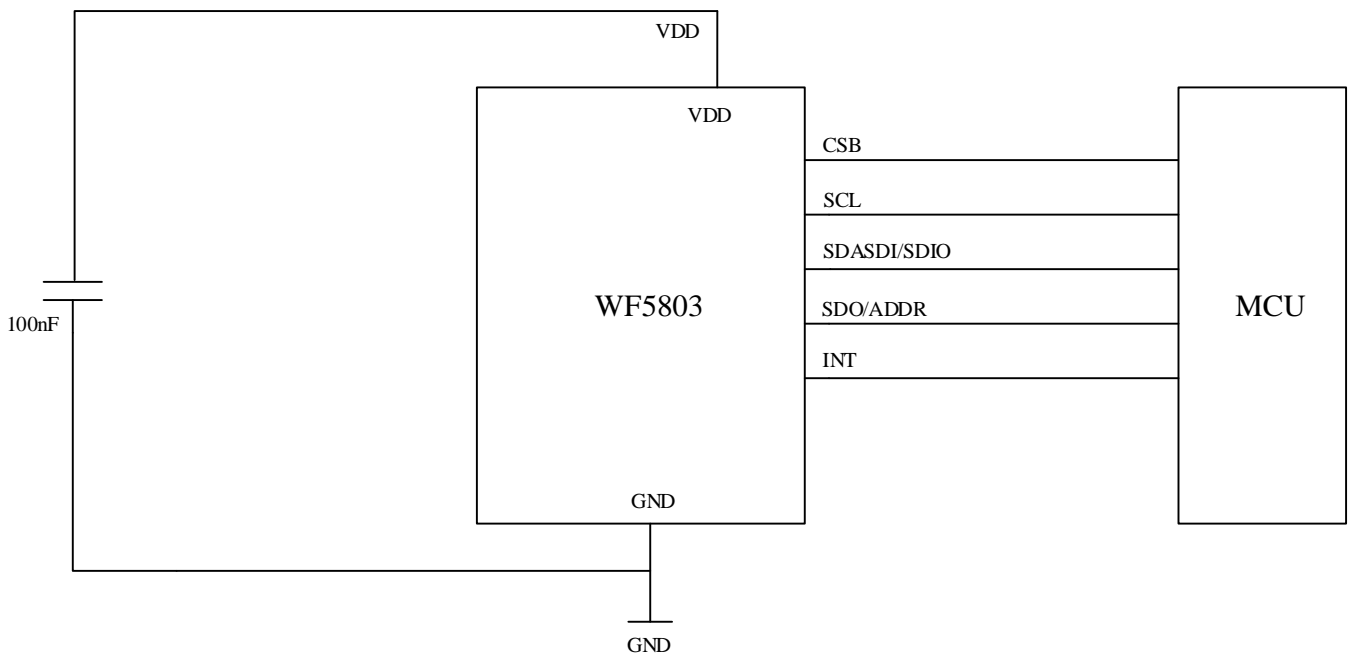 VDD
VDD
CSB
SCL
SDASDI/SDIO
WF5803
SDO/ADDR
MCU
100nF
INT
GND
GND